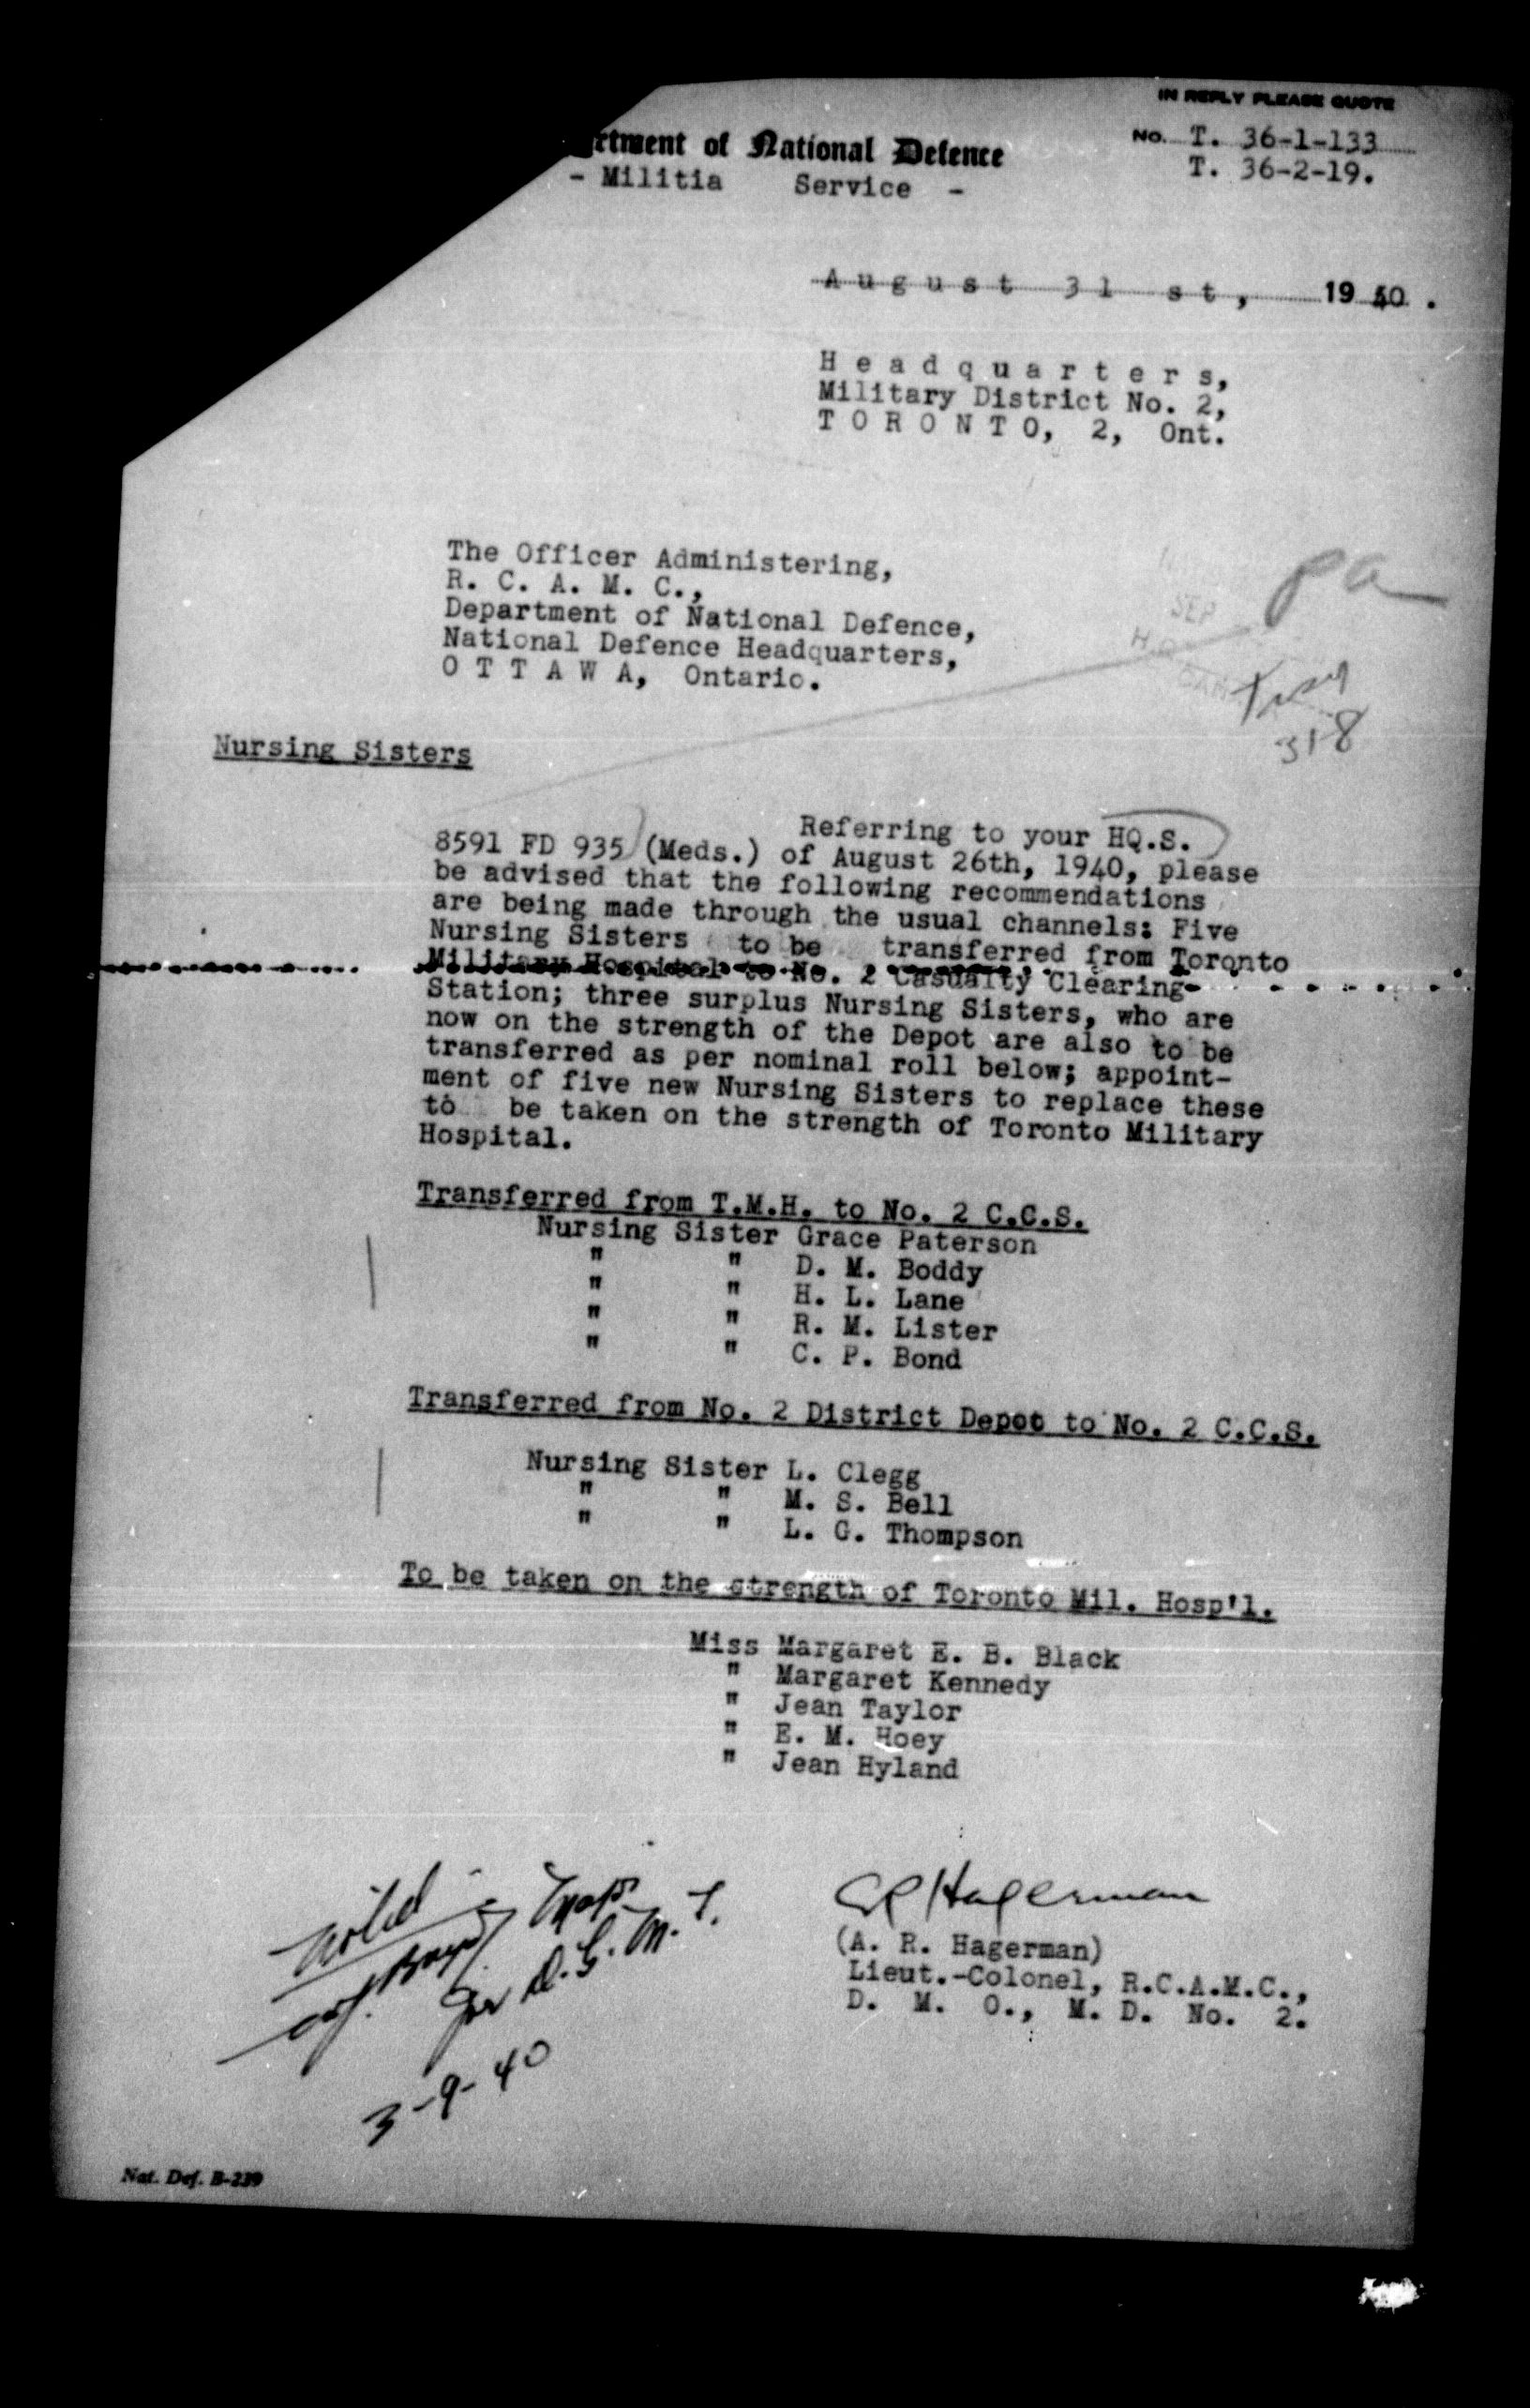 IN REPLY PLEASE QUOTE
rtment of National Defence
No. T. 36-1-133
- Militia Service -
T. 36-2-19.
August 31 st, 1940.
Headquarters,
Military District No. 2,
TORONTO, 2, Ont.
The Officer Administering,
R. C. A. M. C.,
Department of National Defence,
National Defence Headquarters,
OTTAWA, Ontario.
pa
SEP
318
Nursing Sisters
Referring to your HQ.S.
8591 FD 935 (Meds.) of August 26th, 1940, please
be advised that the following recommendations
are being made through the usual channels: Five
Nursing Sisters to be transferred from Toronto
Military Hospital to No. 2 Casualty Clearing
Station; three surplus Nursing Sisters, who are
now on the strength of the Depot are also to be
transferred as per nominal roll below; appoint-
ment of five new Nursing Sisters to replace these
to be taken on the strength of Toronto Military
Hospital.
Transferred from T.M.H. to No. 2 C.C.S.
Nursing Sister Grace Paterson
" " D. M. Boddy
" " H. L. Lane
" " R. M. Lister
" " C. P. Bond
Transferred from No. 2 District Depot to No. 2 C.C.S.
Nursing Sister L. Clegg
" " M. S. Bell
" " L. G. Thompson
To be taken on the strength of Toronto Mil. Hosp'l.
Miss Margaret E. B. Black
" Margaret Kennedy
" Jean Taylor
" E. M. Hoey
" Jean Hyland
Hagerman
(A. R. Hagerman)
Lieut.-Colonel, R.C.A.M.C.,
D. M. O., M. D. No. 2.
noted
for D.G.M.S.
3-9-40
Nat. Def. B-239